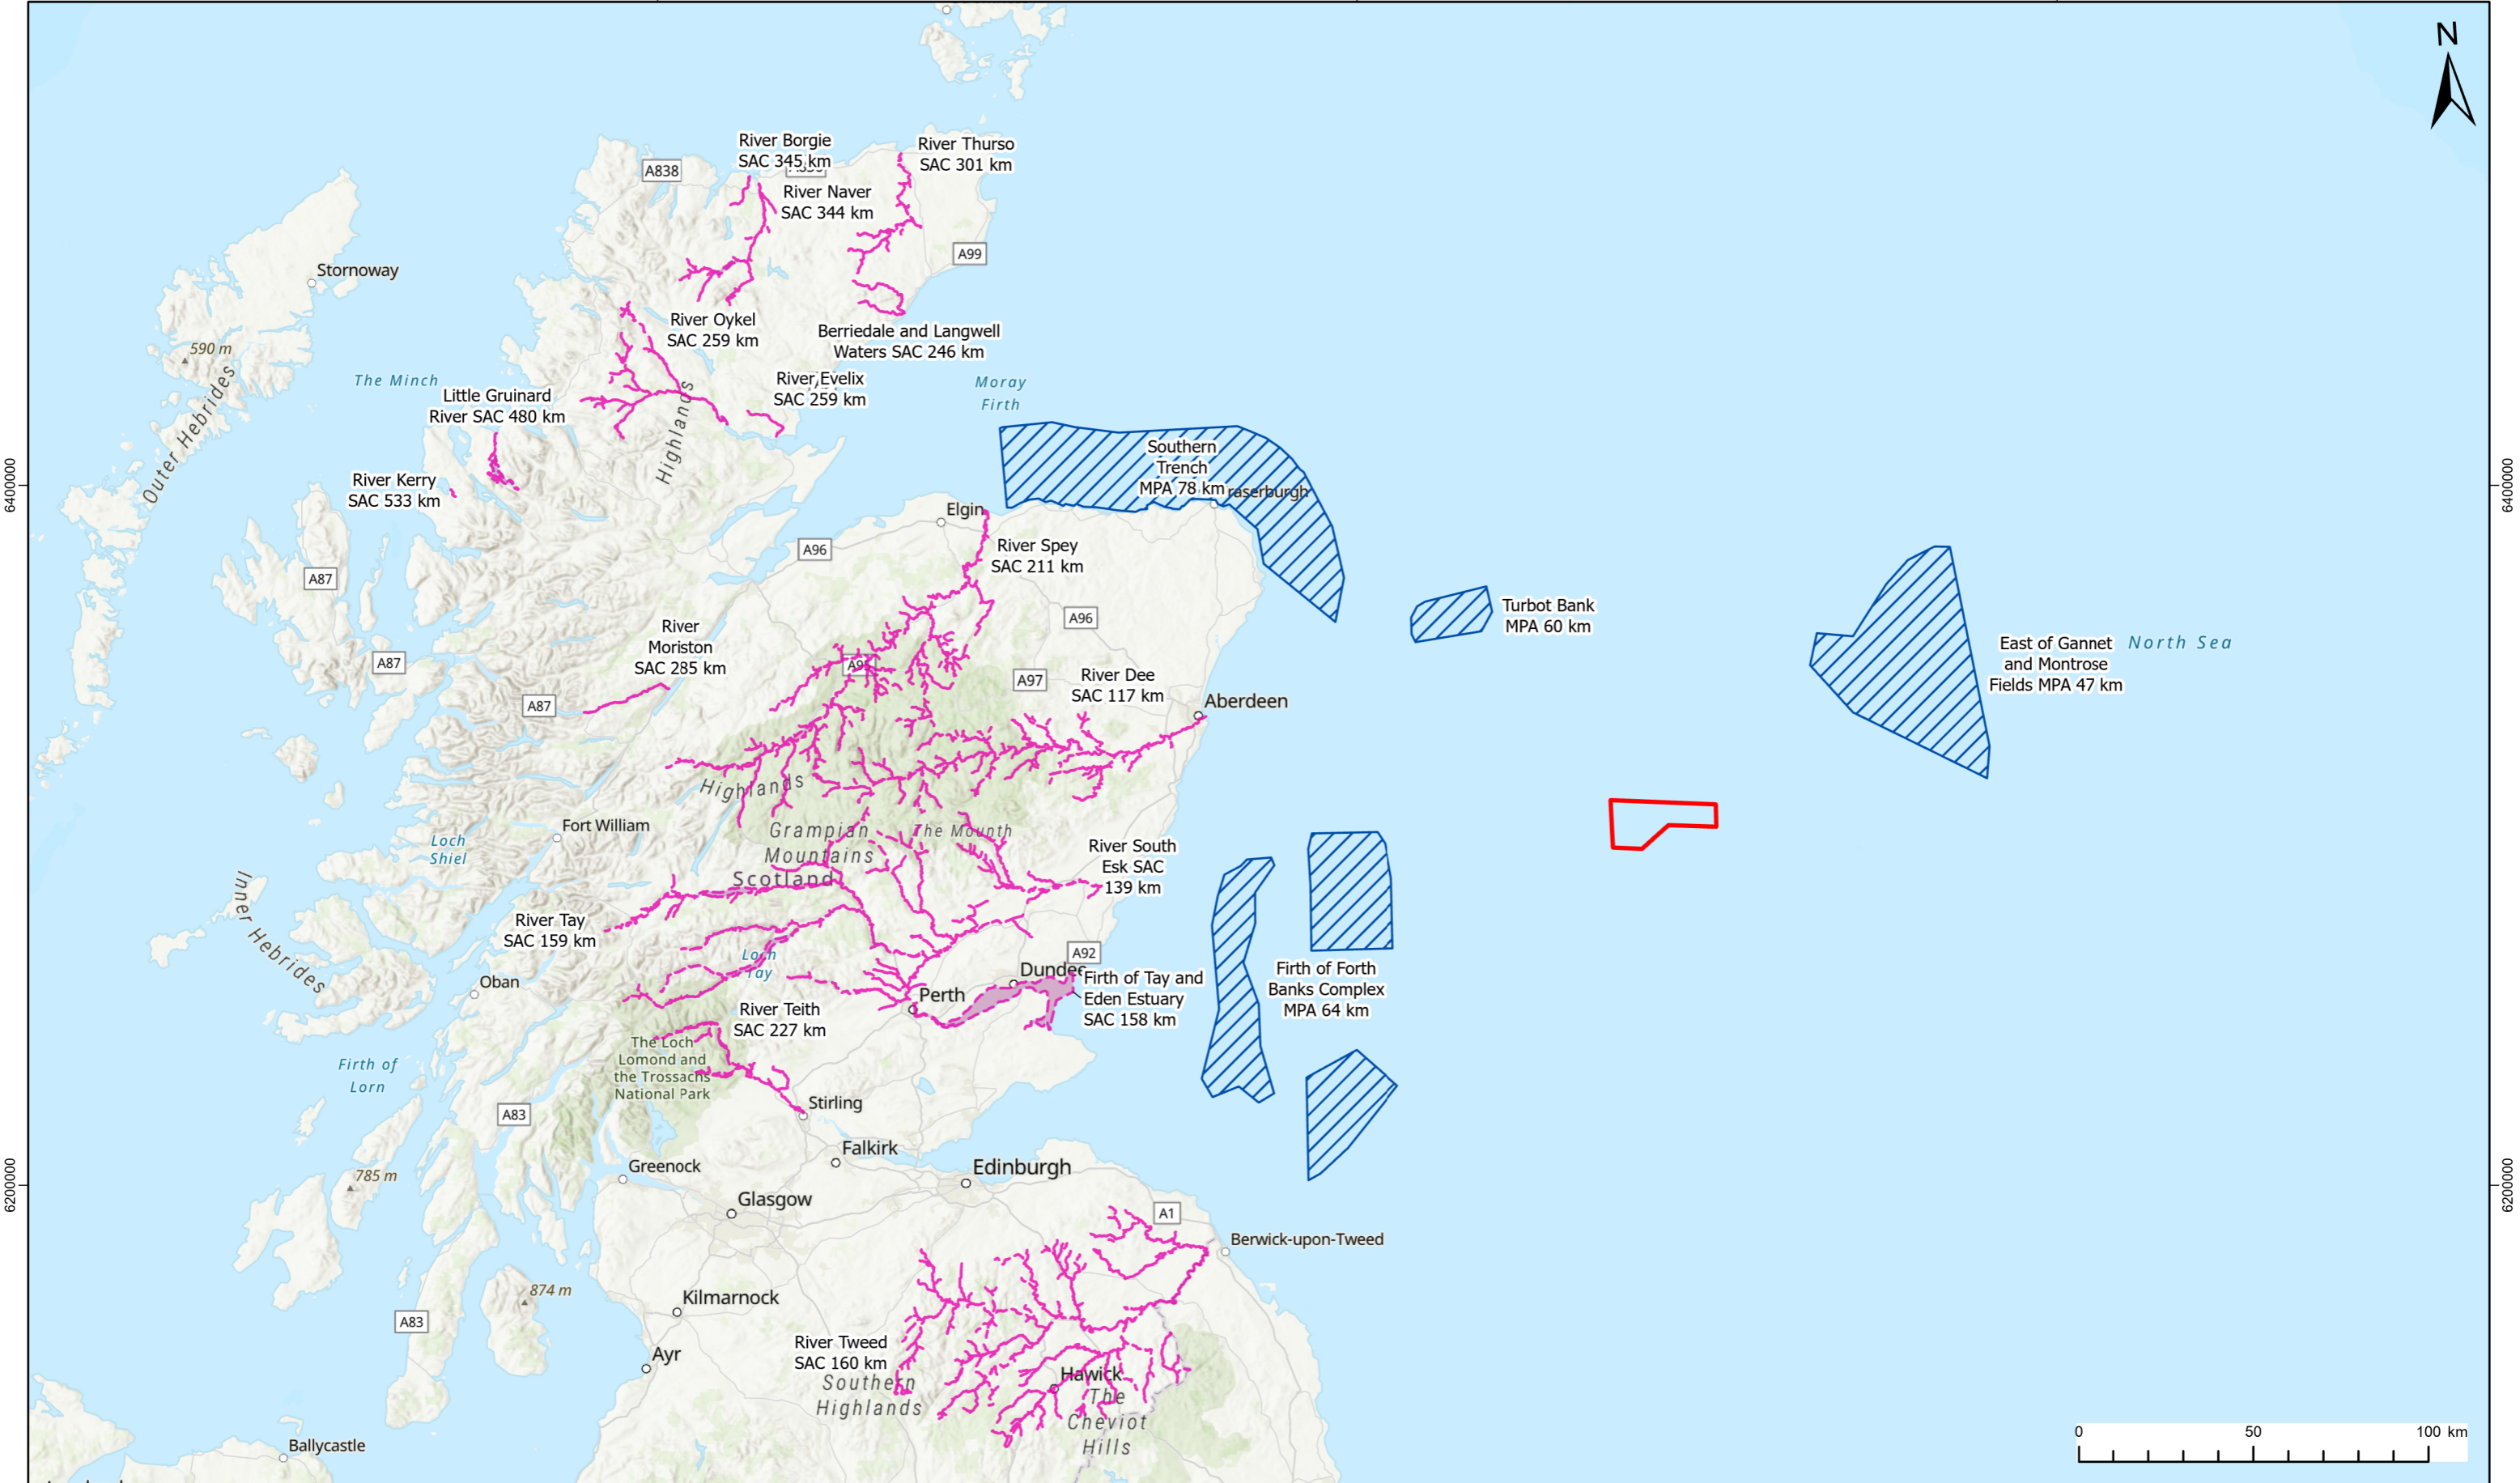 N
River Borgie
SAC 345 km
River Thurso
SAC 301 km
A838
River Naver
SAC 344 km
A99
Stornoway
River Oykel
SAC 259 km
Berriedale and Langwell
Waters SAC 246 km
590 m
The Minch
River Evelix
SAC 259 km
Moray
Firth
Little Gruinard
River SAC 480 km
Outer Hebrides
Highlands
Southern
Trench
MPA 78 km
raserburgh
River Kerry
SAC 533 km
6400000
6400000
Elgin
A96
River Spey
SAC 211 km
A87
A96
Turbot Bank
MPA 60 km
River
Moriston
SAC 285 km
East of Gannet
and Montrose
Fields MPA 47 km
North Sea
A87
A97
River Dee
SAC 117 km
A87
Aberdeen
Highlands
Fort William
Grampian
Mountains
The Mounth
Loch
Shiel
River South
Esk SAC
139 km
Scotland
Inner Hebrides
River Tay
SAC 159 km
Loch
Tay
A92
Dundee
Firth of Tay and
Eden Estuary
SAC 158 km
Firth of Forth
Banks Complex
MPA 64 km
Oban
Perth
River Teith
SAC 227 km
The Loch
Lomond and
the Trossachs
National Park
Firth of
Lorn
A83
Stirling
Falkirk
Greenock
Edinburgh
785 m
Glasgow
6200000
6200000
A1
Berwick-upon-Tweed
874 m
Kilmarnock
A83
River Tweed
SAC 160 km
Ayr
Southern
Highlands
Hawick
The
Cheviot
Hills
Ballycastle
0 50 100 km